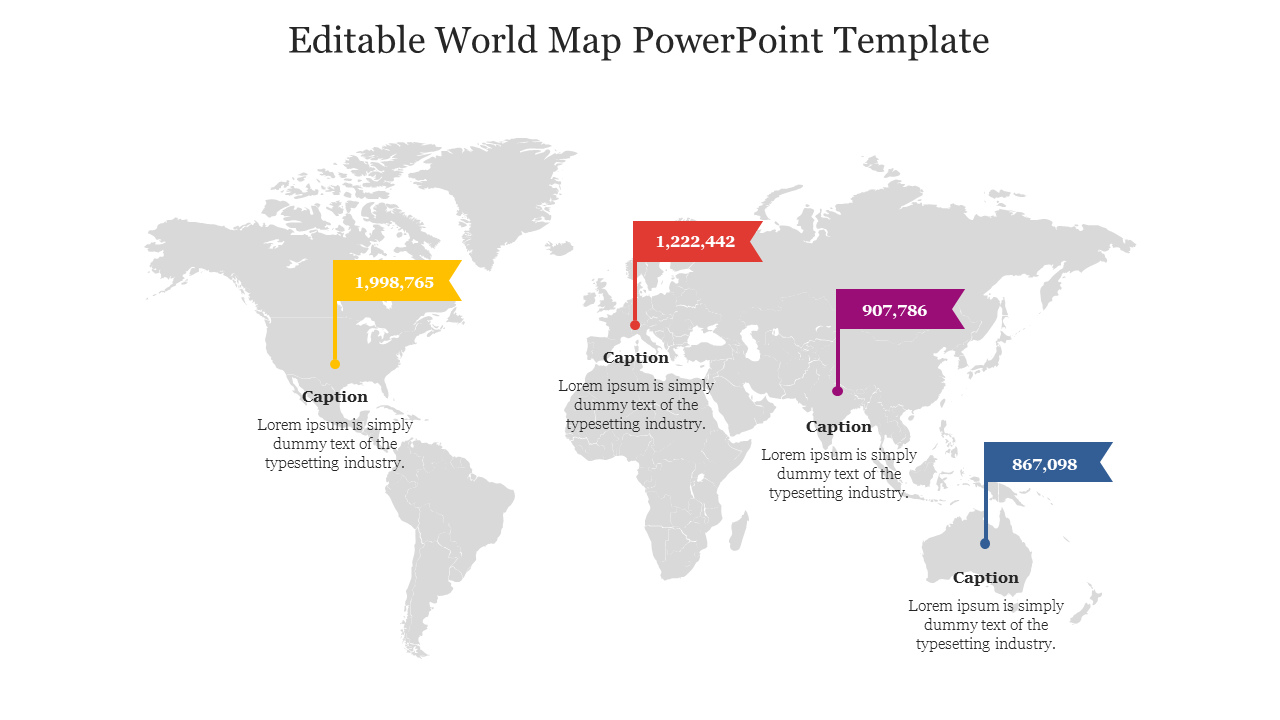 Editable World Map PowerPoint Template
1,998,765
Caption
Lorem ipsum is simply
dummy text of the
typesetting industry.
1,222,442
Caption
Lorem ipsum is simply
dummy text of the
typesetting industry.
907,786
Caption
Lorem ipsum is simply
dummy text of the
typesetting industry.
867,098
Caption
Lorem ipsum is simply
dummy text of the
typesetting industry.